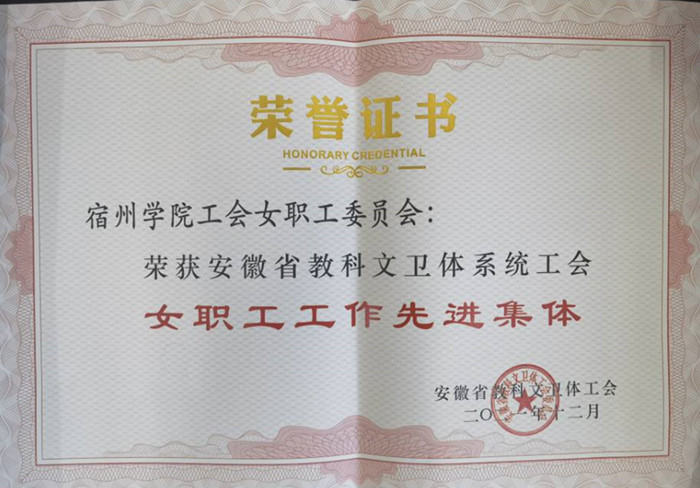 荣誉证书
HONORARY CREDENTIAL
宿州学院工会女职工委员会：
荣获安徽省教科文卫体系统工会
女职工工作先进集体
安徽省教科文卫体工会
二〇一年十二月